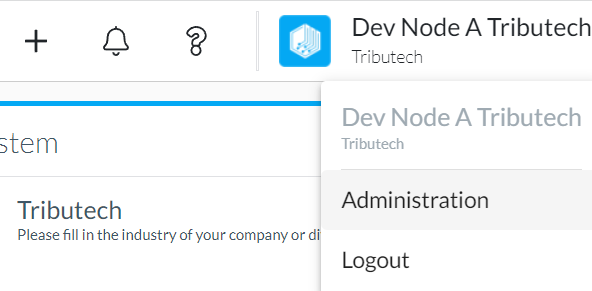 Dev Node A Tributech
Tributech
Dev Node A Tributech
Tributech
stem
Administration
Tributech
Please fill in the industry of your company or di
Logout